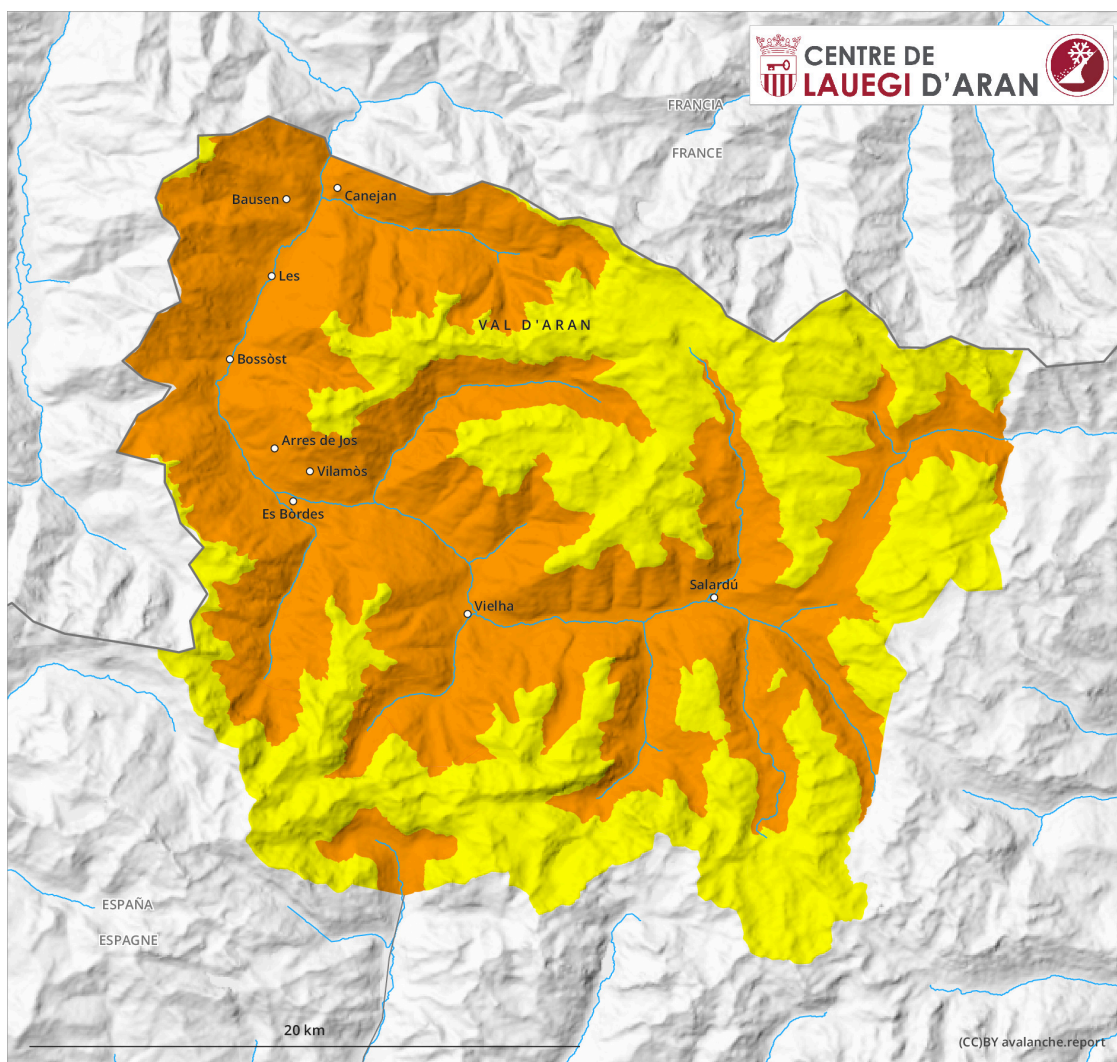 CENTRE DE
LAUEGI D'ARAN
FRANCIA
FRANCE
Bausen
Canejan
Les
VAL D'ARAN
Bossòst
Arres de Jos
Vilamòs
Es Bòrdes
Salardú
Vielha
ESPAÑA
ESPAGNE
20 km
(CC)BY avalanche.report